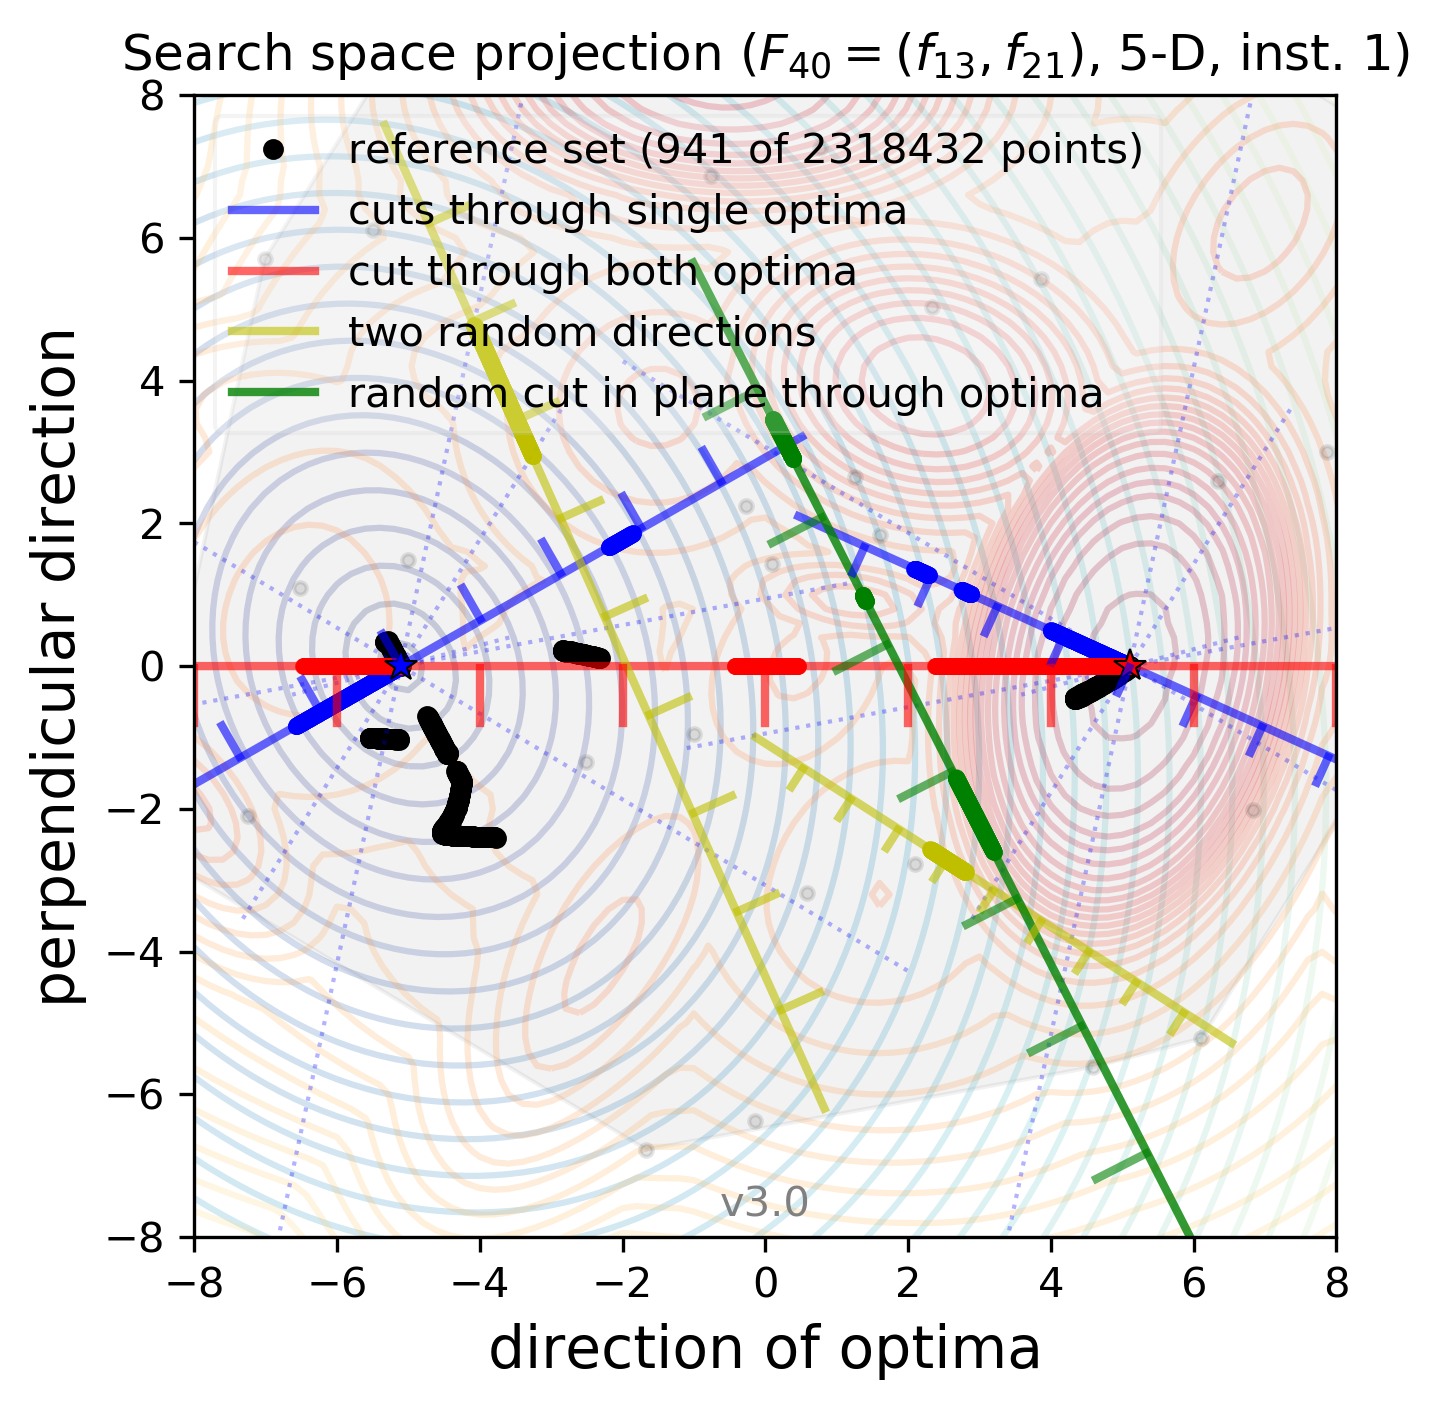 Search space projection (F₄₀ = (f₁₃, f₂₁), 5-D, inst. 1)
reference set (941 of 2318432 points)
cuts through single optima
cut through both optima
two random directions
random cut in plane through optima
8
6
4
2
0
−2
−4
−6
−8
perpendicular direction
v3.0
−8 −6 −4 −2 0 2 4 6 8
direction of optima